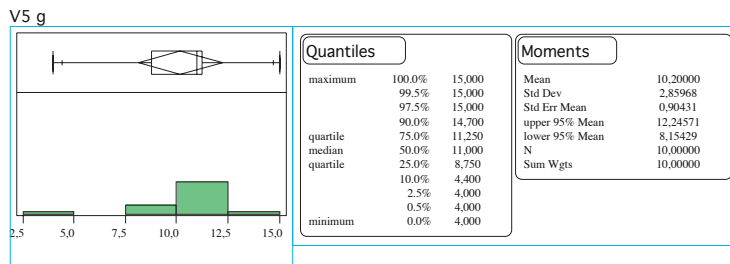 V5 g
2,5 5,0 7,5 10,0 12,5 15,0
Quantiles
maximum 100.0% 15,000
99.5% 15,000
97.5% 15,000
90.0% 14,700
quartile 75.0% 11,250
median 50.0% 11,000
quartile 25.0% 8,750
10.0% 4,400
2.5% 4,000
0.5% 4,000
minimum 0.0% 4,000
Moments
Mean 10,20000
Std Dev 2,85968
Std Err Mean 0,90431
upper 95% Mean 12,24571
lower 95% Mean 8,15429
N 10,00000
Sum Wgts 10,00000